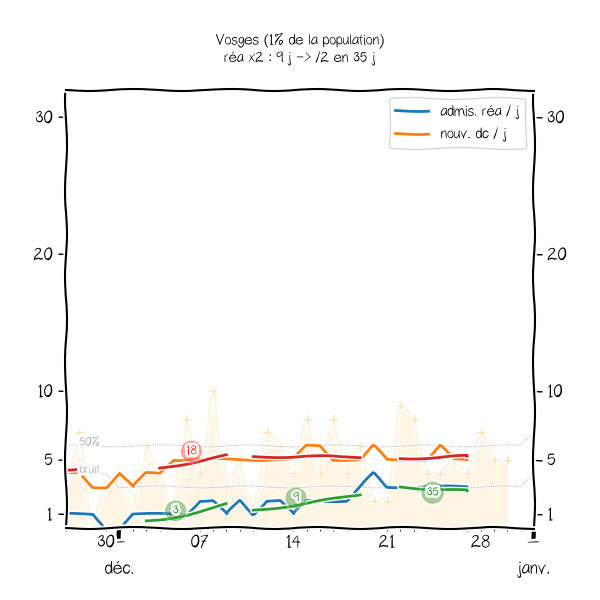 Vosges (1% de la population)
réa x2 : 9 j -> /2 en 35 j
admis. réa / j
nouv. dc / j
30 30
20 20
10 10
50%
18
5 5
bruit
35
9
3
1 1
30 07 14 21 28
déc. janv.